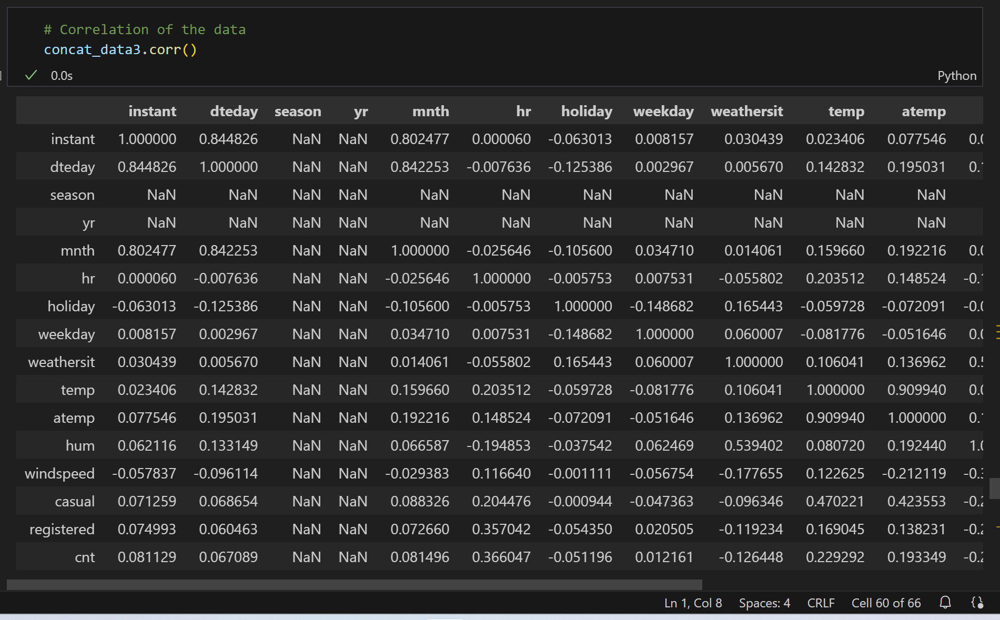 # Correlation of the data
concat_data3.corr()
0.0s Python
instant dteday season yr mnth hr holiday weekday weathersit temp atemp
instant 1.000000 0.844826 NaN NaN 0.802477 0.000060 -0.063013 0.008157 0.030439 0.023406 0.077546
dteday 0.844826 1.000000 NaN NaN 0.842253 -0.007636 -0.125386 0.002967 0.005670 0.142832 0.195031
season NaN NaN NaN NaN NaN NaN NaN NaN NaN NaN NaN
yr NaN NaN NaN NaN NaN NaN NaN NaN NaN NaN NaN
mnth 0.802477 0.842253 NaN NaN 1.000000 -0.025646 -0.105600 0.034710 0.014061 0.159660 0.192216
hr 0.000060 -0.007636 NaN NaN -0.025646 1.000000 -0.005753 0.007531 -0.055802 0.203512 0.148524
holiday -0.063013 -0.125386 NaN NaN -0.105600 -0.005753 1.000000 -0.148682 0.165443 -0.059728 -0.072091
weekday 0.008157 0.002967 NaN NaN 0.034710 0.007531 -0.148682 1.000000 0.060007 -0.081776 -0.051646
weathersit 0.030439 0.005670 NaN NaN 0.014061 -0.055802 0.165443 0.060007 1.000000 0.106041 0.136962
temp 0.023406 0.142832 NaN NaN 0.159660 0.203512 -0.059728 -0.081776 0.106041 1.000000 0.909940
atemp 0.077546 0.195031 NaN NaN 0.192216 0.148524 -0.072091 -0.051646 0.136962 0.909940 1.000000
hum 0.062116 0.133149 NaN NaN 0.066587 -0.194853 -0.037542 0.062469 0.539402 0.080720 0.192440
windspeed -0.057837 -0.096114 NaN NaN -0.029383 0.116640 -0.001111 -0.056754 -0.177655 0.122625 -0.212119
casual 0.071259 0.068654 NaN NaN 0.088326 0.204476 -0.000944 -0.047363 -0.096346 0.470221 0.423553
registered 0.074993 0.060463 NaN NaN 0.072660 0.357042 -0.054350 0.020505 -0.119234 0.169045 0.138231
cnt 0.081129 0.067089 NaN NaN 0.081496 0.366047 -0.051196 0.012161 -0.126448 0.229292 0.193349
Ln 1, Col 8 Spaces: 4 CRLF Cell 60 of 66